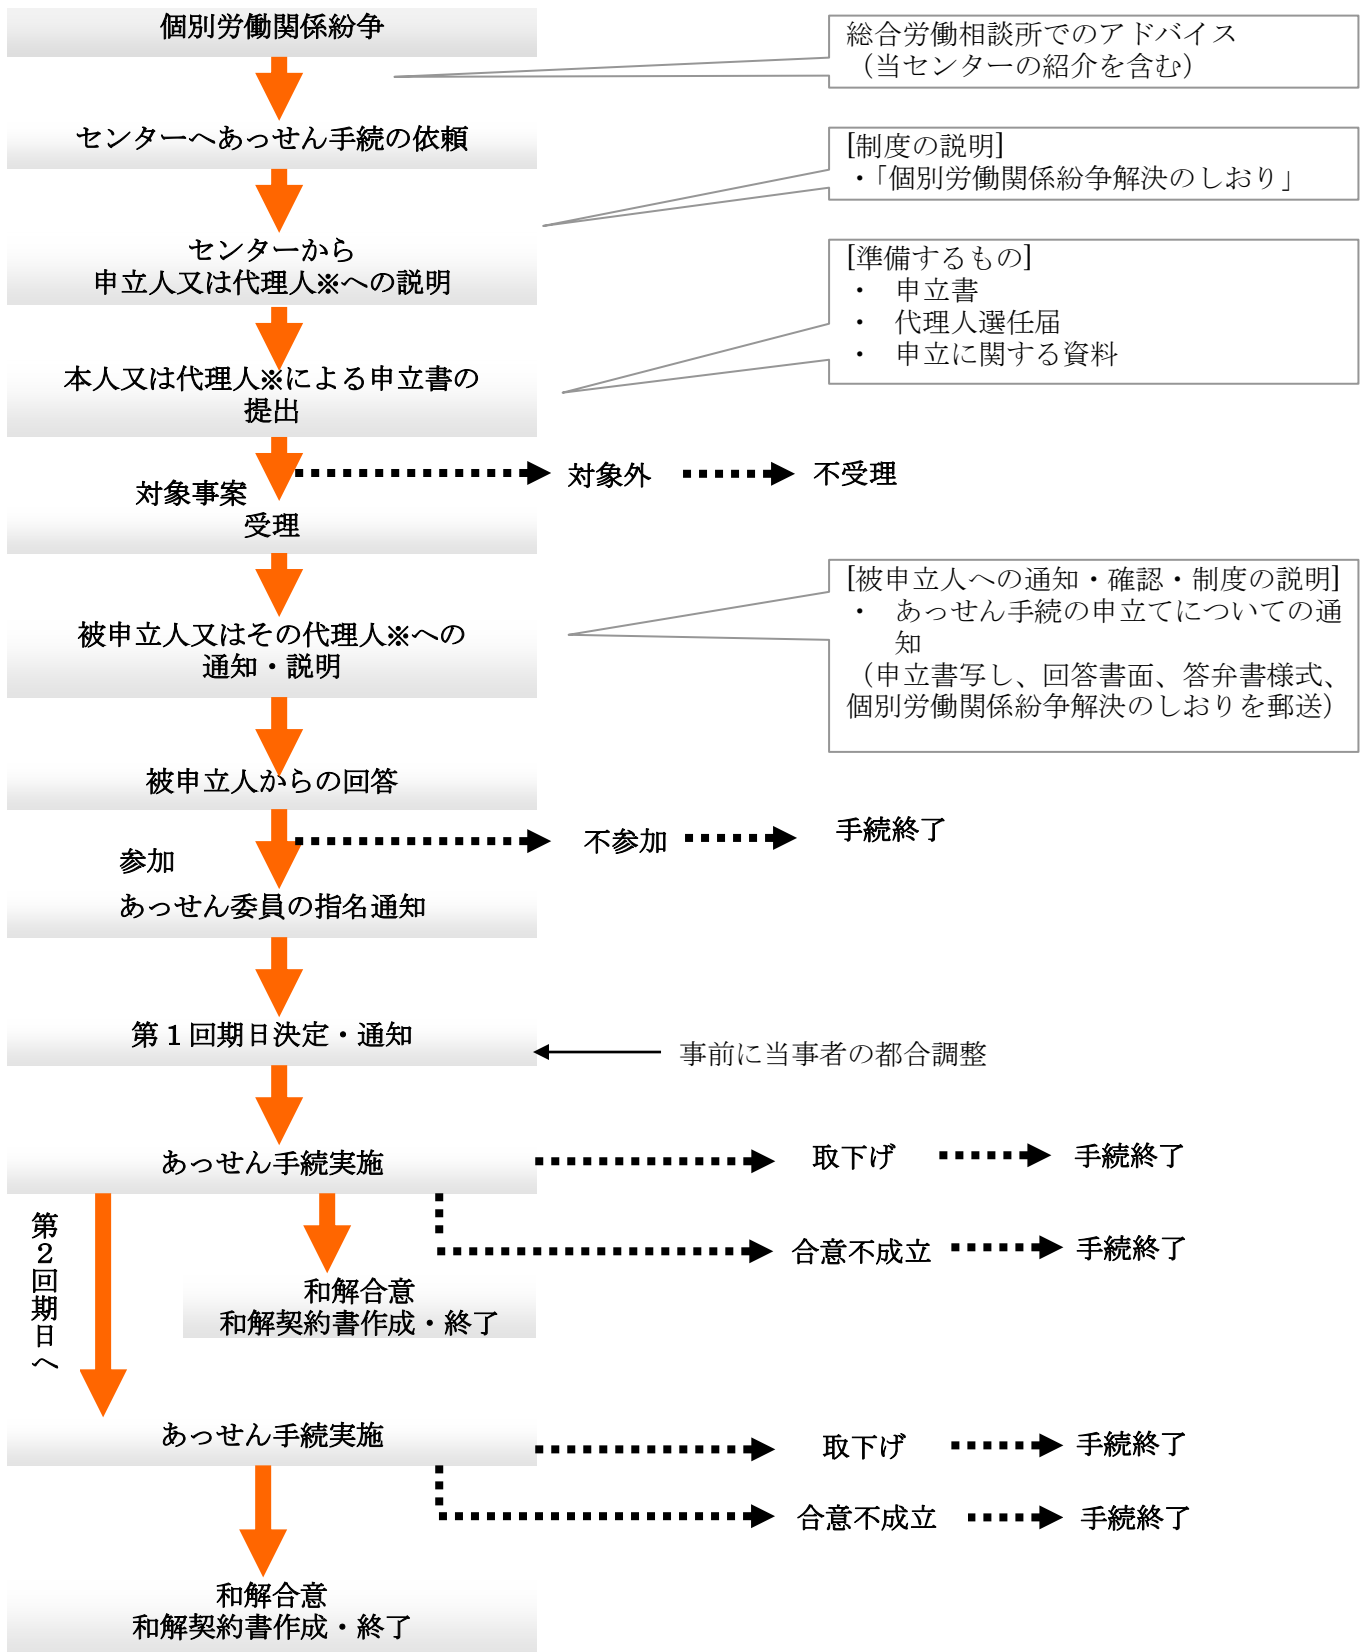 個別労働関係紛争
総合労働相談所でのアドバイス
（当センターの紹介を含む）
センターへあっせん手続の依頼
[制度の説明]
・「個別労働関係紛争解決のしおり」
センターから
申立人又は代理人※への説明
[準備するもの]
・ 申立書
・ 代理人選任届
・ 申立に関する資料
本人又は代理人※による申立書の
提出
対象外
不受理
対象事案
受理
[被申立人への通知・確認・制度の説明]
・ あっせん手続の申立てについての通
知
（申立書写し、回答書面、答弁書様式、
個別労働関係紛争解決のしおりを郵送）
被申立人又はその代理人※への
通知・説明
被申立人からの回答
不参加
手続終了
参加
あっせん委員の指名通知
第１回期日決定・通知
事前に当事者の都合調整
あっせん手続実施
取下げ
手続終了
合意不成立
手続終了
第２回期日へ
和解合意
和解契約書作成・終了
あっせん手続実施
取下げ
手続終了
合意不成立
手続終了
和解合意
和解契約書作成・終了